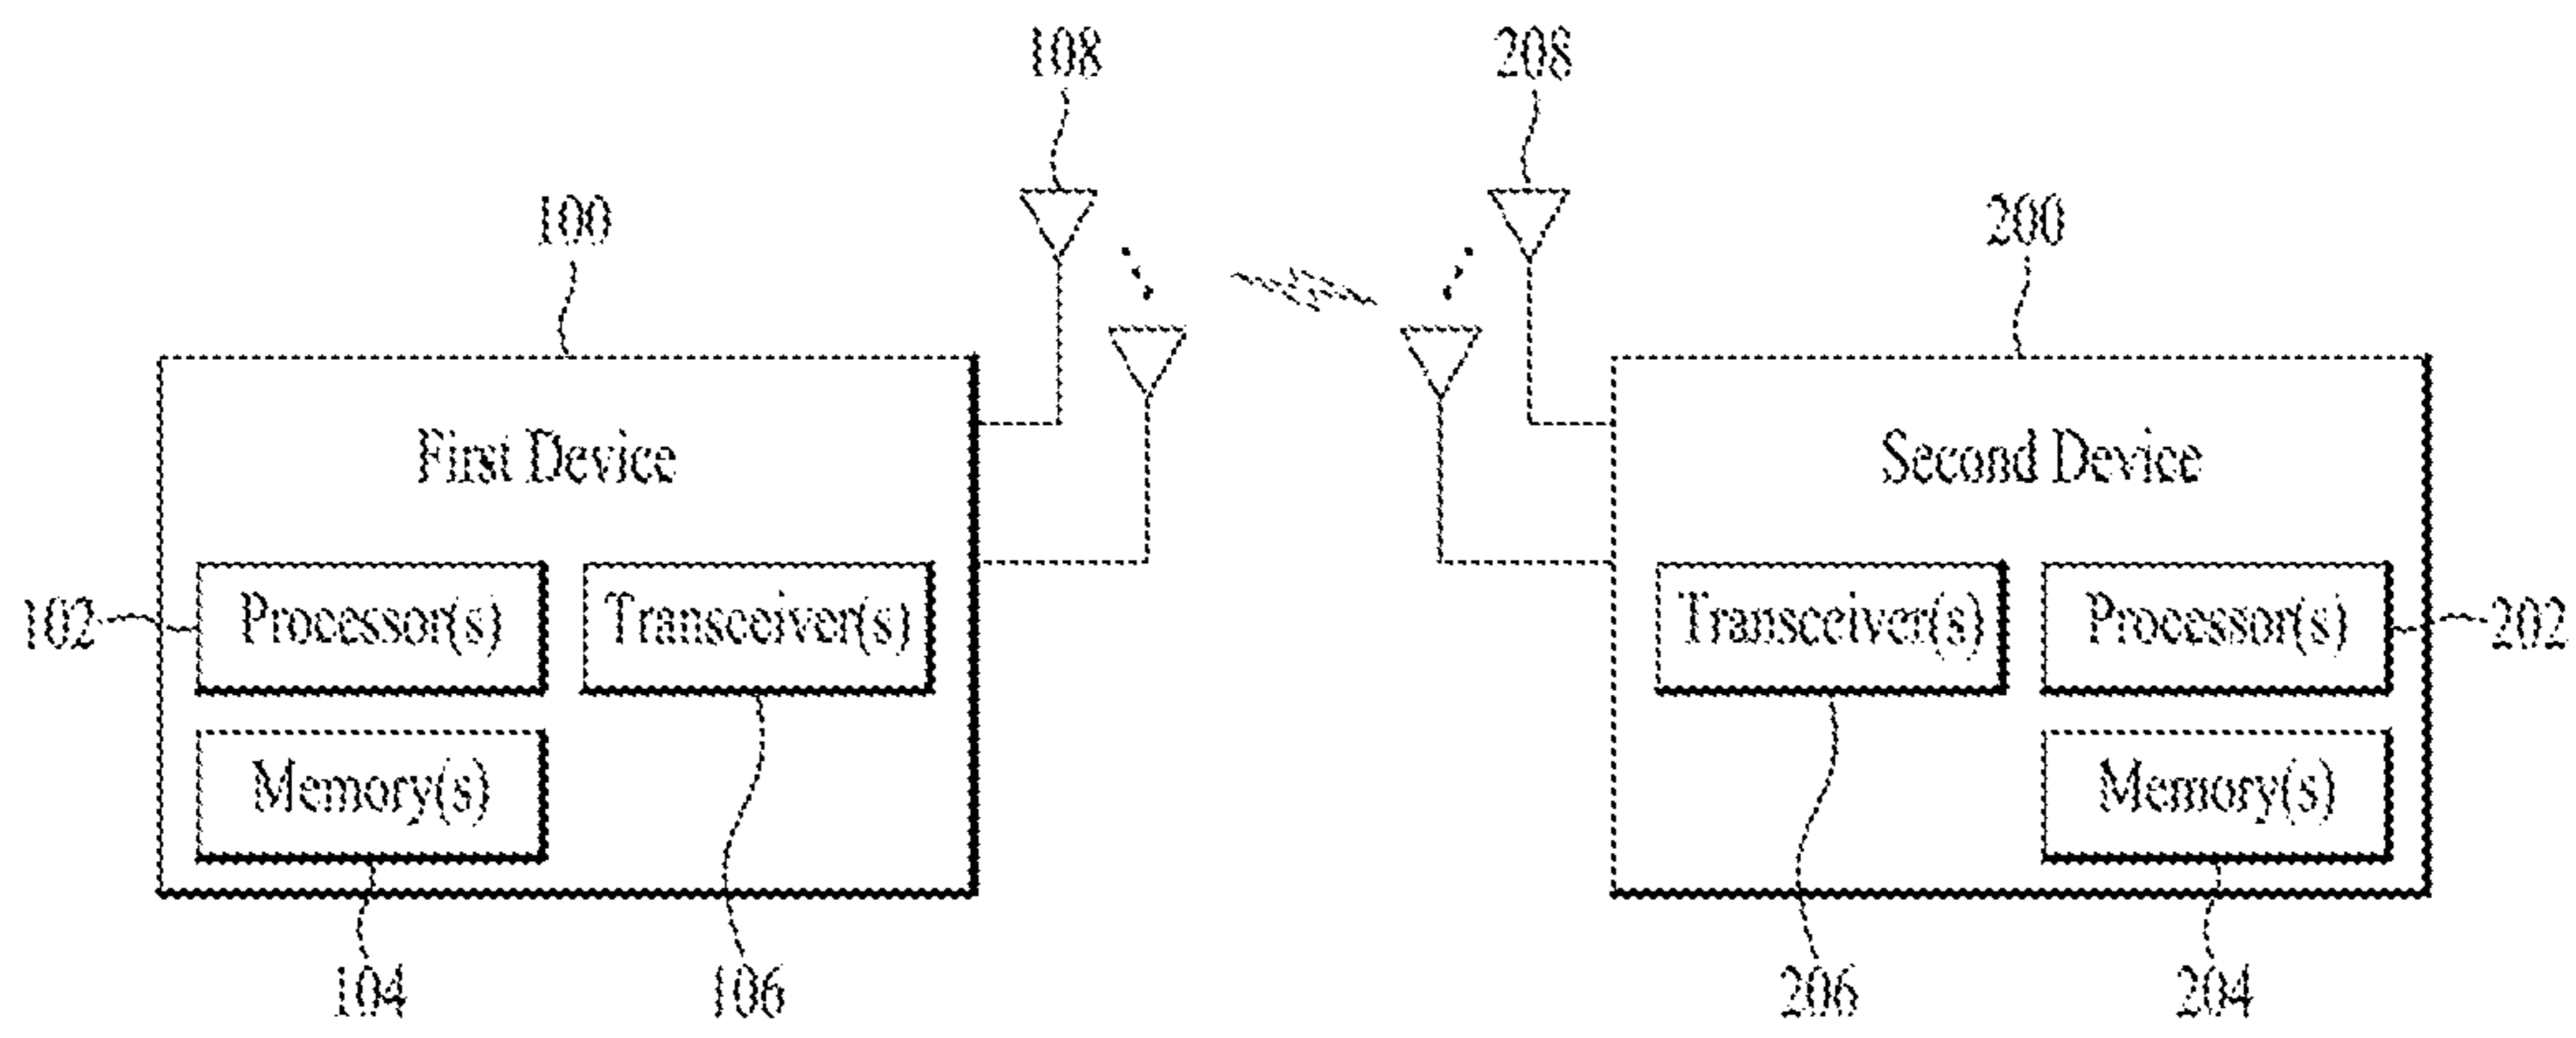 108
208
100
200
First Device
Second Device
102
Processor(s)
Transceiver(s)
Transceiver(s)
Processor(s)
202
Memory(s)
Memory(s)
104
106
206
204